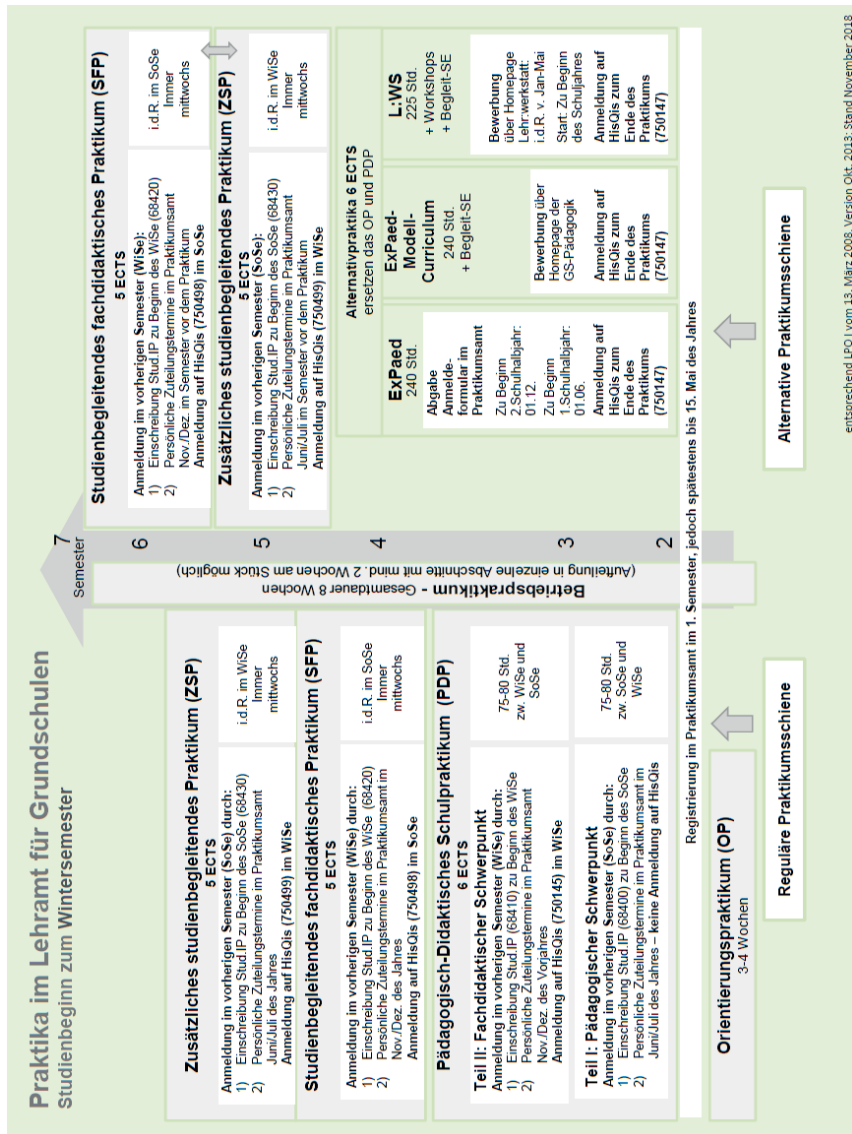 Praktika im Lehramt für Grundschulen
Studienbeginn zum Wintersemester
Zusätzliches studienbegleitendes Praktikum (ZSP)
5 ECTS
Anmeldung im vorherigen Semester (SoSe) durch:
1) Einschreibung Stud.IP zu Beginn des SoSe (68430)
2) Persönliche Zuteilungstermine im Praktikumsamt
Juni/Juli des Jahres
Anmeldung auf HisQis (750499) im WiSe
i.d.R. im WiSe
Immer
mittwochs
Studienbegleitendes fachdidaktisches Praktikum (SFP)
5 ECTS
Anmeldung im vorherigen Semester (WiSe) durch:
1) Einschreibung Stud.IP zu Beginn des WiSe (68420)
2) Persönliche Zuteilungstermine im Praktikumsamt im
Nov./Dez. des Jahres
Anmeldung auf HisQis (750498) im SoSe
i.d.R. im SoSe
Immer
mittwochs
Pädagogisch-Didaktisches Schulpraktikum (PDP)
6 ECTS
Teil II: Fachdidaktischer Schwerpunkt
Anmeldung im vorherigen Semester (WiSe) durch:
1) Einschreibung Stud.IP (68410) zu Beginn des WiSe
2) Persönliche Zuteilungstermine im Praktikumsamt
Nov./Dez. des Vorjahres
Anmeldung auf HisQis (750145) im WiSe
75-80 Std.
zw. WiSe und
SoSe
Teil I: Pädagogischer Schwerpunkt
Anmeldung im vorherigen Semester (SoSe) durch:
1) Einschreibung Stud.IP (68400) zu Beginn des SoSe
2) Persönliche Zuteilungstermine im Praktikumsamt im
Juni/Juli des Jahres – keine Anmeldung auf HisQis
75-80 Std.
zw. SoSe und
WiSe
7
Semester
6
5
4
3
2
Betriebspraktikum - Gesamtdauer 8 Wochen
(Aufteilung in einzelne Abschnitte mit mind. 2 Wochen am Stück möglich)
Studienbegleitendes fachdidaktisches Praktikum (SFP)
5 ECTS
Anmeldung im vorherigen Semester (WiSe):
1) Einschreibung Stud.IP zu Beginn des WiSe (68420)
2) Persönliche Zuteilungstermine im Praktikumsamt
Nov./Dez. im Semester vor dem Praktikum
Anmeldung auf HisQis (750498) im SoSe
i.d.R. im SoSe
Immer
mittwochs
Zusätzliches studienbegleitendes Praktikum (ZSP)
5 ECTS
Anmeldung im vorherigen Semester (SoSe):
1) Einschreibung Stud.IP zu Beginn des SoSe (68430)
2) Persönliche Zuteilungstermine im Praktikumsamt
Juni/Juli im Semester vor dem Praktikum
Anmeldung auf HisQis (750499) im WiSe
i.d.R. im WiSe
Immer
mittwochs
Alternativpraktika 6 ECTS
ersetzen das OP und PDP
ExPaed
240 Std.
Abgabe
Anmelde-
formular im
Praktikumsamt
Zu Beginn
2.Schulhalbjahr:
01.12.
Zu Beginn
1.Schulhalbjahr:
01.06.
Anmeldung auf
HisQis zum
Ende des
Praktikums
(750147)
ExPaed-
Modell-
Curriculum
240 Std.
+ Begleit-SE
Bewerbung über
Homepage der
GS-Pädagogik
Anmeldung auf
HisQis zum
Ende des
Praktikums
(750147)
L:WS
225 Std.
+ Workshops
+ Begleit-SE
Bewerbung
über Homepage
Lehr:werkstatt:
i.d.R. v. Jan-Mai
Start: Zu Beginn
des Schuljahres
Anmeldung auf
HisQis zum
Ende des
Praktikums
(750147)
Registrierung im Praktikumsamt im 1. Semester, jedoch spätestens bis 15. Mai des Jahres
Orientierungspraktikum (OP)
3-4 Wochen
Reguläre Praktikumsschiene
Alternative Praktikumsschiene
entsprechend LPO I vom 13. März 2008, Version Okt. 2013; Stand November 2018